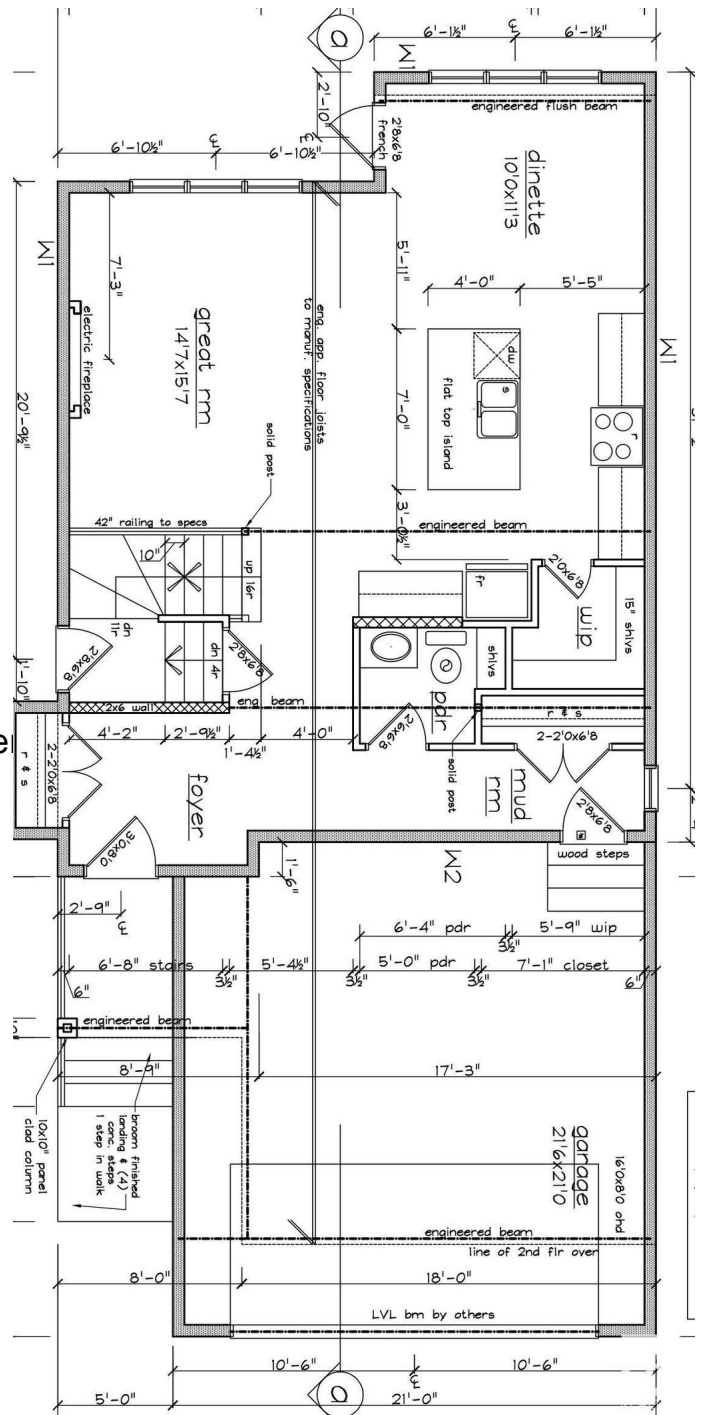 6'-1½"
6'-1½"
a
W1
2'-10"
engineered flush beam
2'8x6'8
french
6'-10½"
6'-10½"
dinette
10'0x11'3
W1
7'-3"
5'-11"
4'-0"
5'-5"
electric fireplace
great rm
14'7x15'7
eng. app. floor joists
to manuf. specifications
dw
s
flat top island
7'-0"
r
W1
20'-9½"
solid post
42" railing to specs
engineered beam
3'-0½"
10"
up 16r
fr
2'0x6'8
dn
11r
wip
15" shlvs
2'8x6'8
dn 4r
2'8x6'8
shlvs
pdr
1'-10"
2x6 wall
eng beam
r & s
4'-2"
2'-9½"
4'-0"
1'-4½"
2'6x6'8
2-2'0x6'8
solid post
r & s
2-2'0x6'8
foyer
mud
rm
2'8x6'8
3'0x8'0
1'-6"
W2
wood steps
2'-9"
6'-4" pdr
5'-9" wip
3½"
6'-8" stairs
5'-4½"
5'-0" pdr
7'-1" closet
6"
3½"
3½"
3½"
6"
engineered beam
8'-9"
17'-3"
10x10" panel
clad column
broom finished
landing & (4)
conc. steps
1 step in walk
garage
21'6x21'0
16'0x8'0 ohd
engineered beam
line of 2nd flr over
8'-0"
18'-0"
LVL bm by others
10'-6"
10'-6"
a
5'-0"
21'-0"